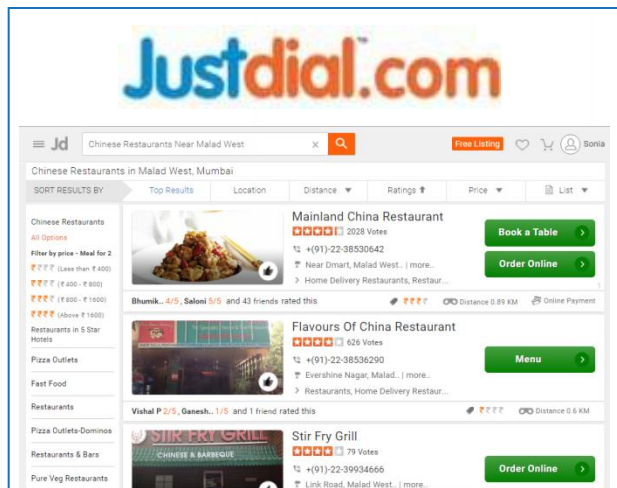 Justdial.com
Jd
Chinese Restaurants Near Malad West
Free Listing
Sonia
Chinese Restaurants in Malad West, Mumbai
SORT RESULTS BY
Top Results
Location
Distance
Ratings
Price
List
Chinese Restaurants
All Options
Filter by price - Meal for 2
₹₹₹₹ (Less than ₹ 400)
₹₹₹₹ (₹ 400 - ₹ 800)
₹₹₹₹ (₹ 800 - ₹ 1600)
₹₹₹₹ (Above ₹ 1600)
Restaurants in 5 Star
Hotels
Pizza Outlets
Fast Food
Restaurants
Pizza Outlets-Dominos
Restaurants & Bars
Pure Veg Restaurants
Mainland China Restaurant
2028 Votes
+(91)-22-38530642
Near Dmart, Malad West.. | more..
Home Delivery Restaurants, Restaur...
Book a Table
Order Online
1
Bhumik.. 4/5 , Saloni 5/5 and 43 friends rated this
₹₹₹₹
Distance 0.89 KM
Online Payment
Flavours Of China Restaurant
626 Votes
+(91)-22-38536290
Evershine Nagar, Malad.. | more..
Restaurants, Home Delivery Restaur...
Menu
Vishal P 2/5 , Ganesh.. 1/5 and 1 friend rated this
₹₹₹₹
Distance 0.6 KM
STIR FRY GRILL
CHINESE & BARBEQUE
Stir Fry Grill
79 Votes
+(91)-22-39934666
Link Road, Malad West.. | more..
Order Online